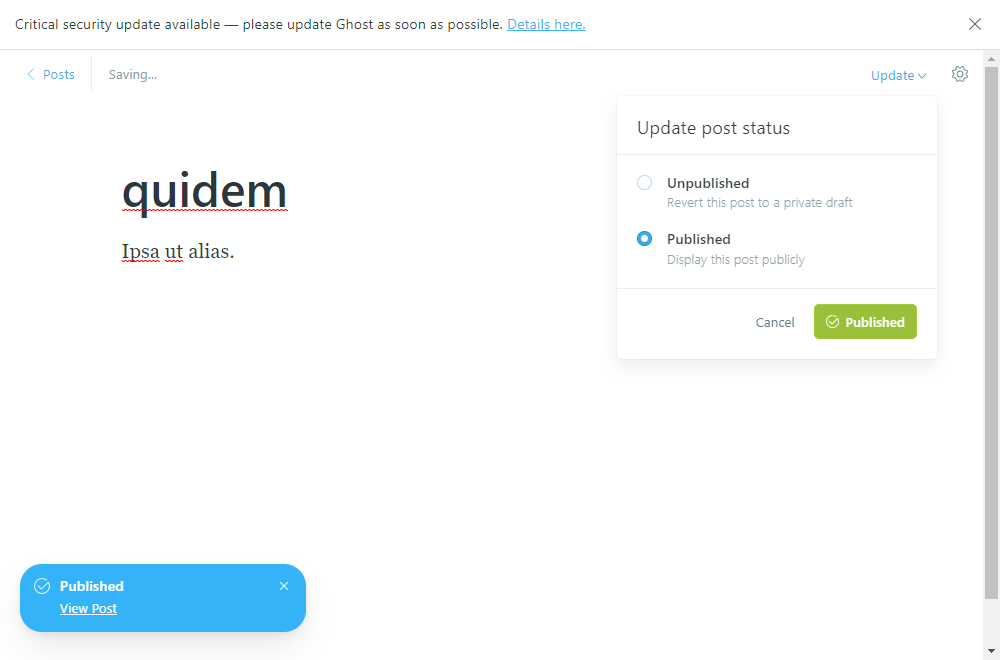 Critical security update available — please update Ghost as soon as possible. Details here.
Posts
Saving...
Update
Update post status
Unpublished
Revert this post to a private draft
Published
Display this post publicly
Cancel
Published
quidem
Ipsa ut alias.
Published
View Post